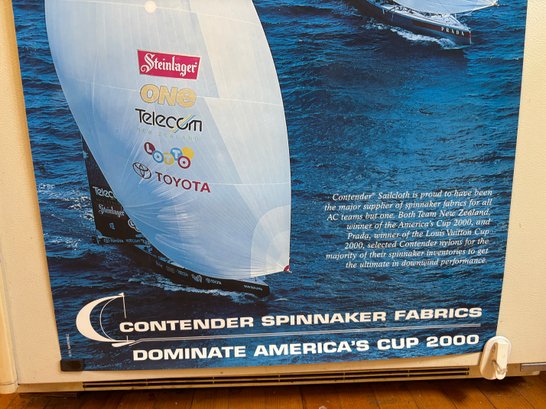 PRADA
Steinlager
ONE
Telecom
NEW ZEALAND
LOTTO
TOYOTA
Telecom
Contender® Sailcloth is proud to have been
the major supplier of spinnaker fabrics for all
AC teams but one. Both Team New Zealand,
winner of the America's Cup 2000, and
Prada, winner of the Louis Vuitton Cup
2000, selected Contender nylons for the
majority of their spinnaker inventories to get
the ultimate in downwind performance.
CONTENDER SPINNAKER FABRICS
DOMINATE AMERICA'S CUP 2000